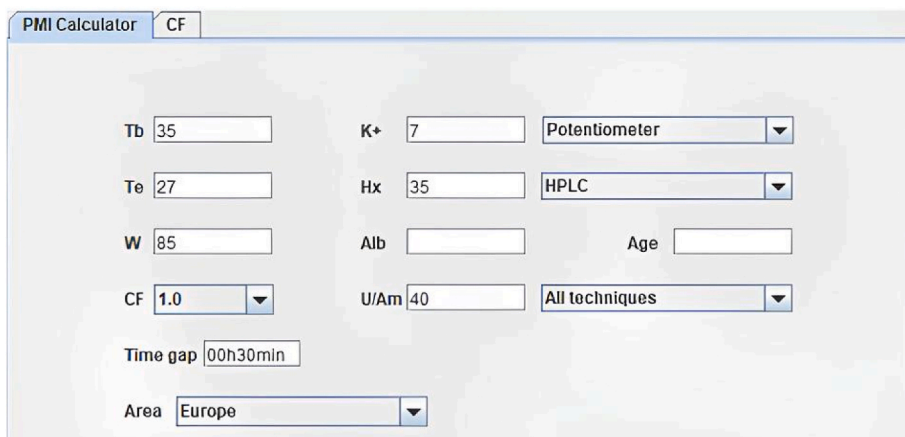 PMI Calculator CF
Tb 35 K+ 7 Potentiometer
Te 27 Hx 35 HPLC
W 85 Alb Age
CF 1.0 U/Am 40 All techniques
Time gap 00h30min
Area Europe